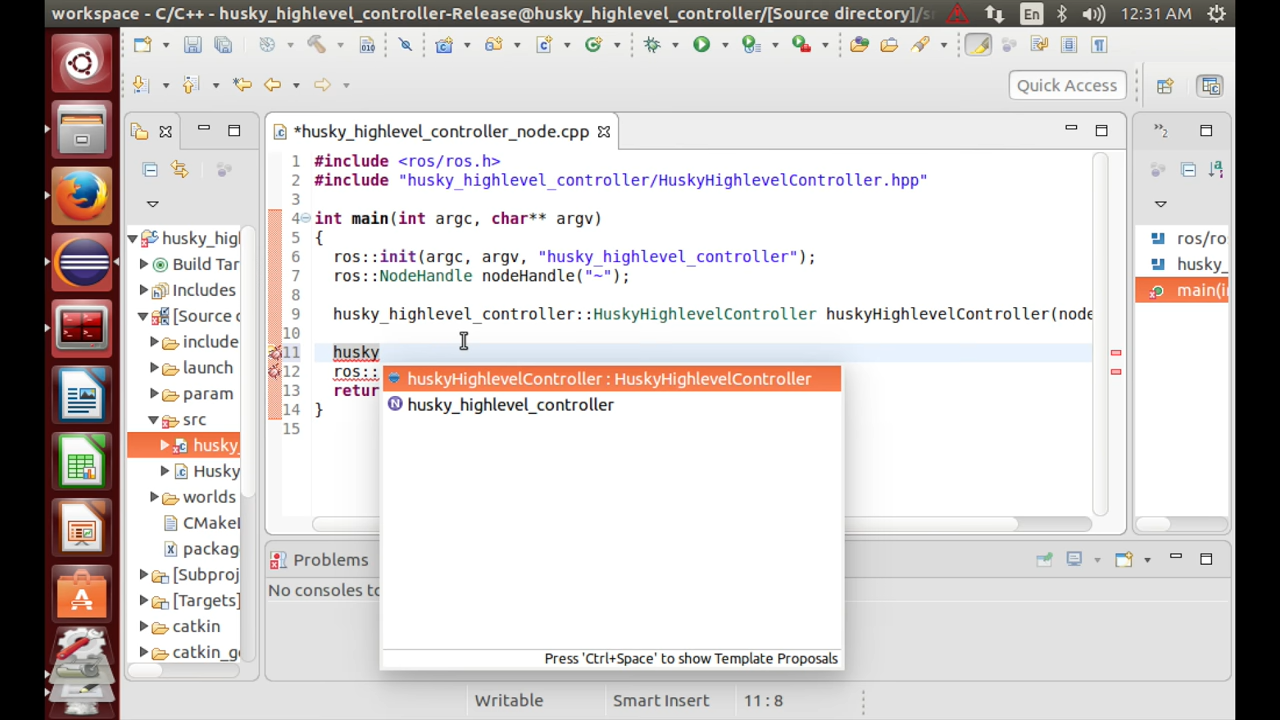 workspace - C/C++ - husky_highlevel_controller-Release@husky_highlevel_controller/[Source directory]/s
En
12:31 AM
010
Quick Access
*husky_highlevel_controller_node.cpp
1 #include <ros/ros.h>
2 #include "husky_highlevel_controller/HuskyHighlevelController.hpp"
3
4 int main(int argc, char** argv)
5 {
6 ros::init(argc, argv, "husky_highlevel_controller");
7 ros::NodeHandle nodeHandle("~");
8
9 husky_highlevel_controller::HuskyHighlevelController huskyHighlevelController(node
10
11 husky
12 ros::
13 retur
14 }
15
huskyHighlevelController : HuskyHighlevelController
N husky_highlevel_controller
Press 'Ctrl+Space' to show Template Proposals
husky_hig
Build Tar
Includes
[Source d
include
launch
param
src
husky_
Husky
worlds
CMakeL
packag
[Subproj
[Targets]
catkin
catkin_g
ros/ro
husky_
main(i
Problems
No consoles to
Writable
Smart Insert
11 : 8